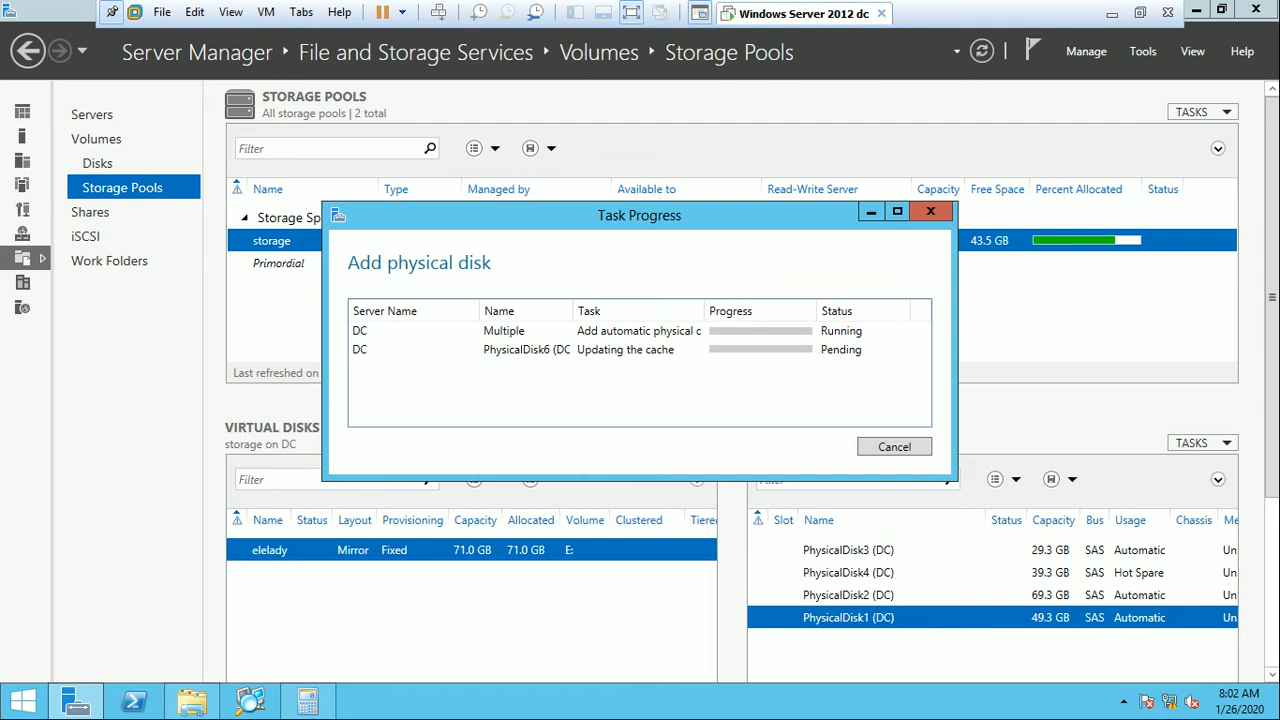 File Edit View VM Tabs Help Windows Server 2012 dc
Server Manager File and Storage Services Volumes Storage Pools Manage Tools View Help
Servers
Volumes
Disks
Storage Pools
Shares
iSCSI
Work Folders
STORAGE POOLS
All storage pools | 2 total
TASKS
Filter
Name Type Managed by Available to Read-Write Server Capacity Free Space Percent Allocated Status
Storage Sp
storage 43.5 GB
Primordial
Last refreshed on
Task Progress
Add physical disk
Server Name Name Task Progress Status
DC Multiple Add automatic physical Running
DC PhysicalDisk6 (DC Updating the cache Pending
Cancel
VIRTUAL DISKS
storage on DC
TASKS
Filter
Name Status Layout Provisioning Capacity Allocated Volume Clustered Tiere
elelady Mirror Fixed 71.0 GB 71.0 GB E:
Slot Name Status Capacity Bus Usage Chassis Me
PhysicalDisk3 (DC) 29.3 GB SAS Automatic Un
PhysicalDisk4 (DC) 39.3 GB SAS Hot Spare Un
PhysicalDisk2 (DC) 69.3 GB SAS Automatic Un
PhysicalDisk1 (DC) 49.3 GB SAS Automatic Un
8:02 AM
1/26/2020